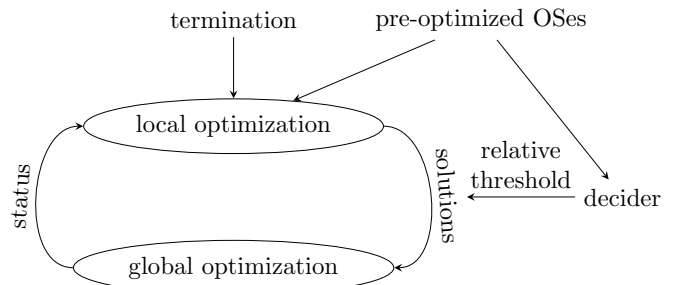 termination
pre-optimized OSes
local optimization
status
solutions
relative
threshold
decider
global optimization